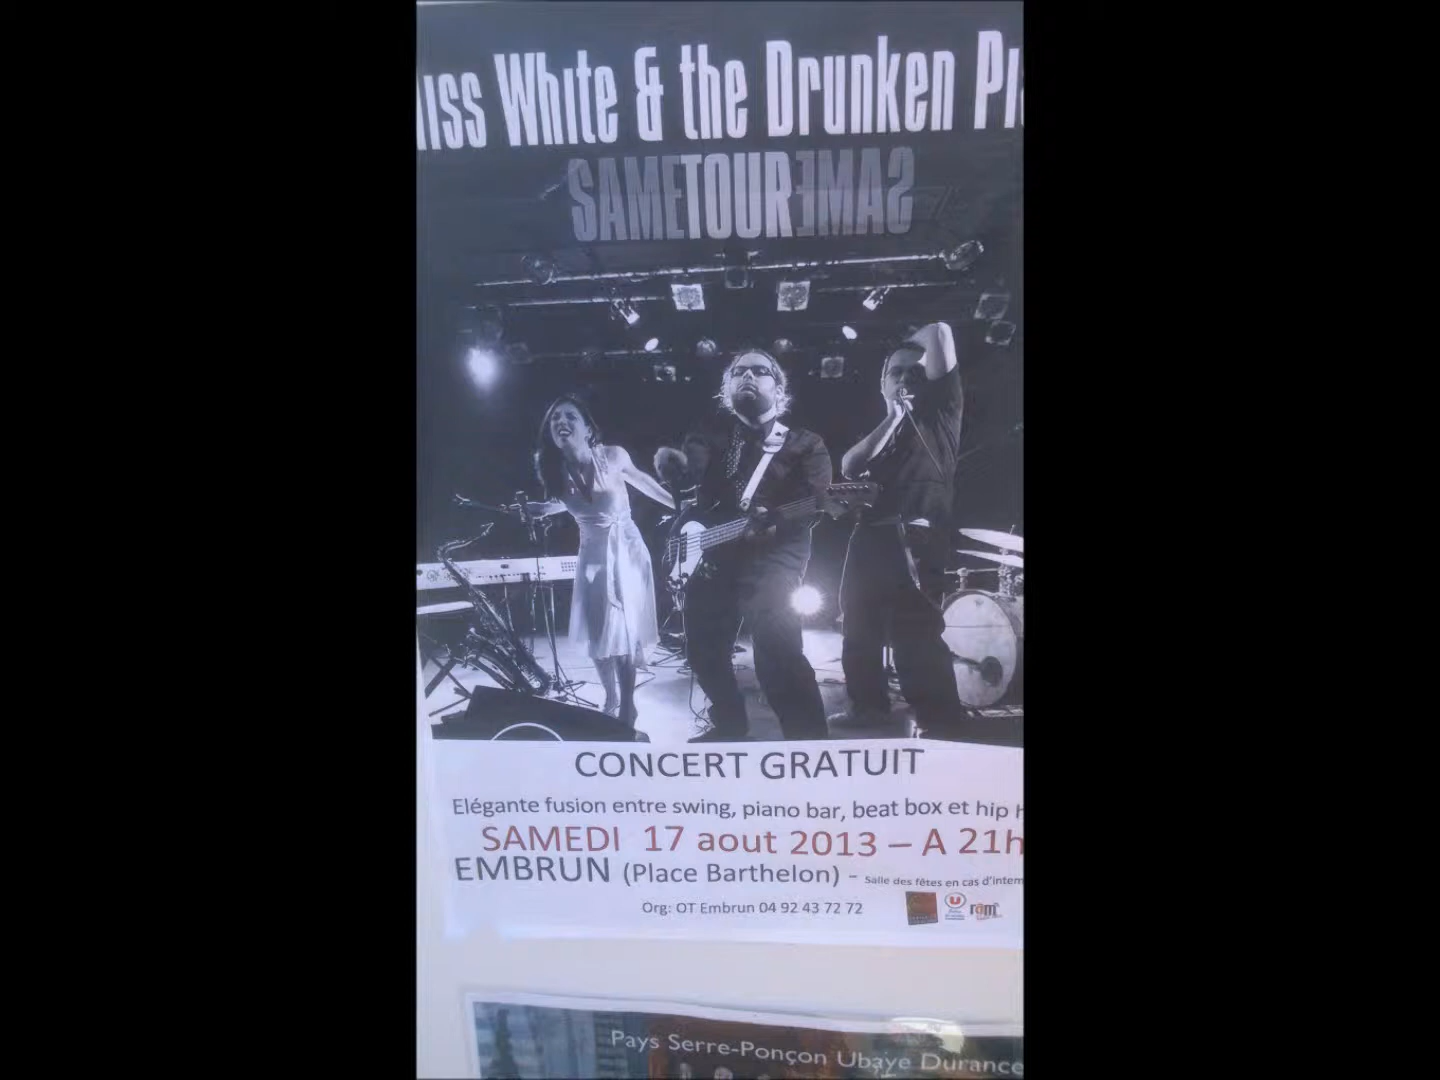 iss White & the Drunken Pi
SAMETOUREMAS
CONCERT GRATUIT
Elégante fusion entre swing, piano bar, beat box et hip h
SAMEDI 17 aout 2013 – A 21h
EMBRUN (Place Barthelon) - Salle des fêtes en cas d'intem
Org: OT Embrun 04 92 43 72 72
U
ram
Pays Serre-Ponçon Ubaye Durance